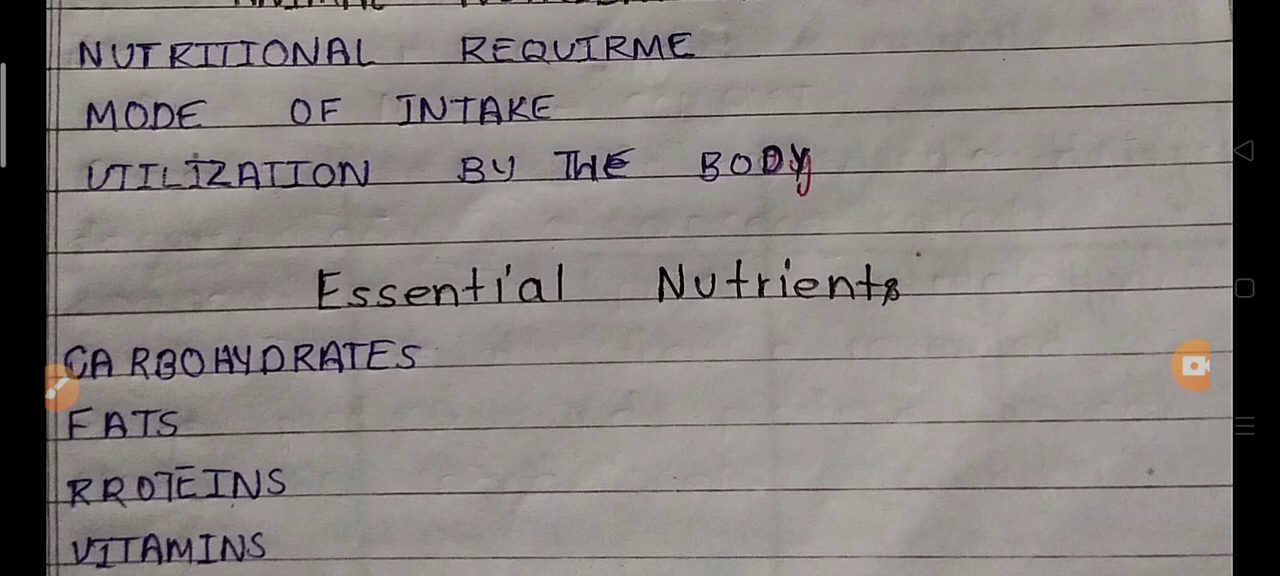 NUTRITIONAL REQUIRME
MODE OF INTAKE
UTILIZATION BY THE BODY
Essential Nutrients
CARBOHYDRATES
FATS
RROTEINS
VITAMINS